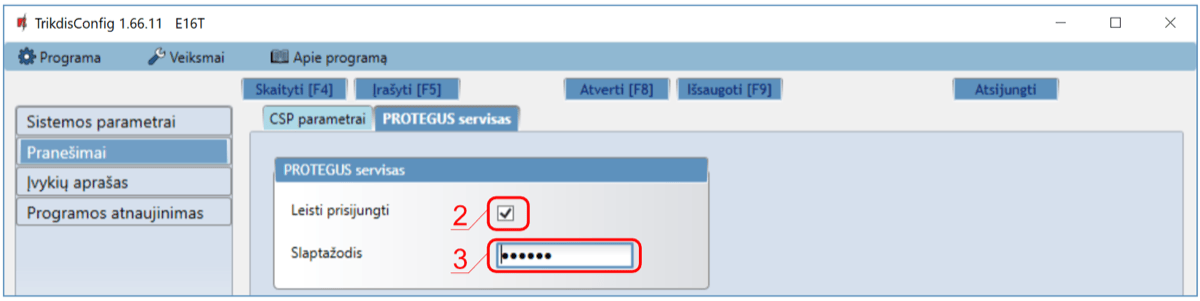 TrikdisConfig 1.66.11 E16T
Programa Veiksmai Apie programą
Skaityti [F4] Įrašyti [F5] Atverti [F8] Išsaugoti [F9] Atsijungti
Sistemos parametrai
Pranešimai
Įvykių aprašas
Programos atnaujinimas
CSP parametrai PROTEGUS servisas
PROTEGUS servisas
Leisti prisijungti 2
Slaptažodis 3 ••••••